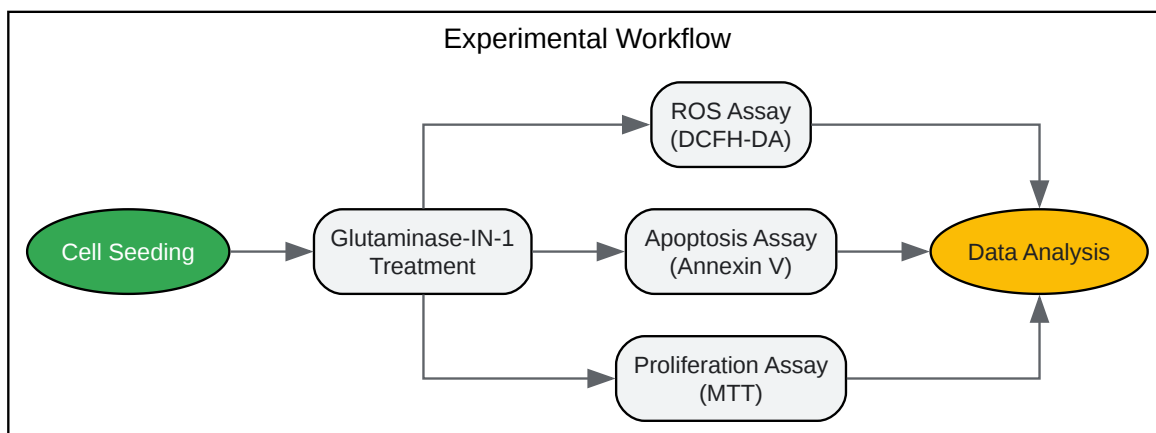 Experimental Workflow
ROS Assay
(DCFH-DA)
Cell Seeding
Glutaminase-IN-1
Treatment
Apoptosis Assay
(Annexin V)
Data Analysis
Proliferation Assay
(MTT)